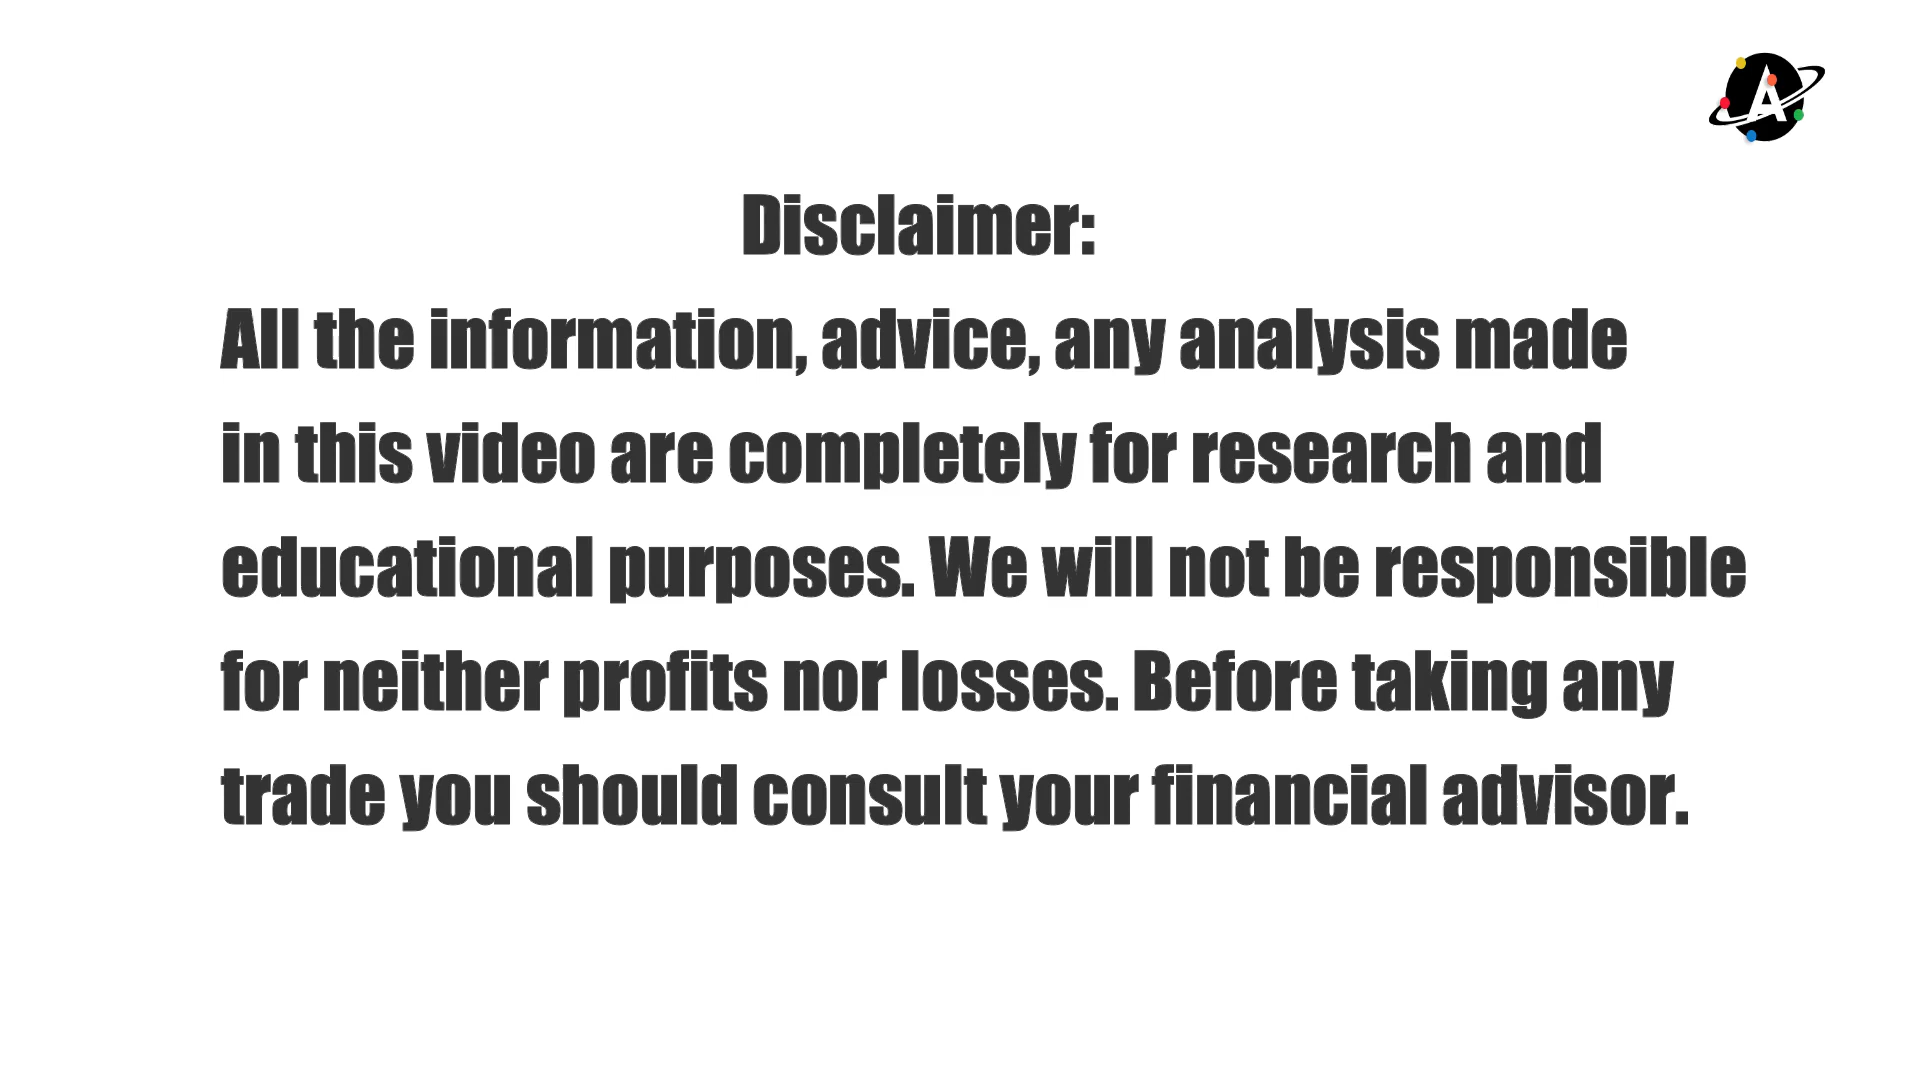 A
Disclaimer:
All the information, advice, any analysis made
in this video are completely for research and
educational purposes. We will not be responsible
for neither profits nor losses. Before taking any
trade you should consult your financial advisor.